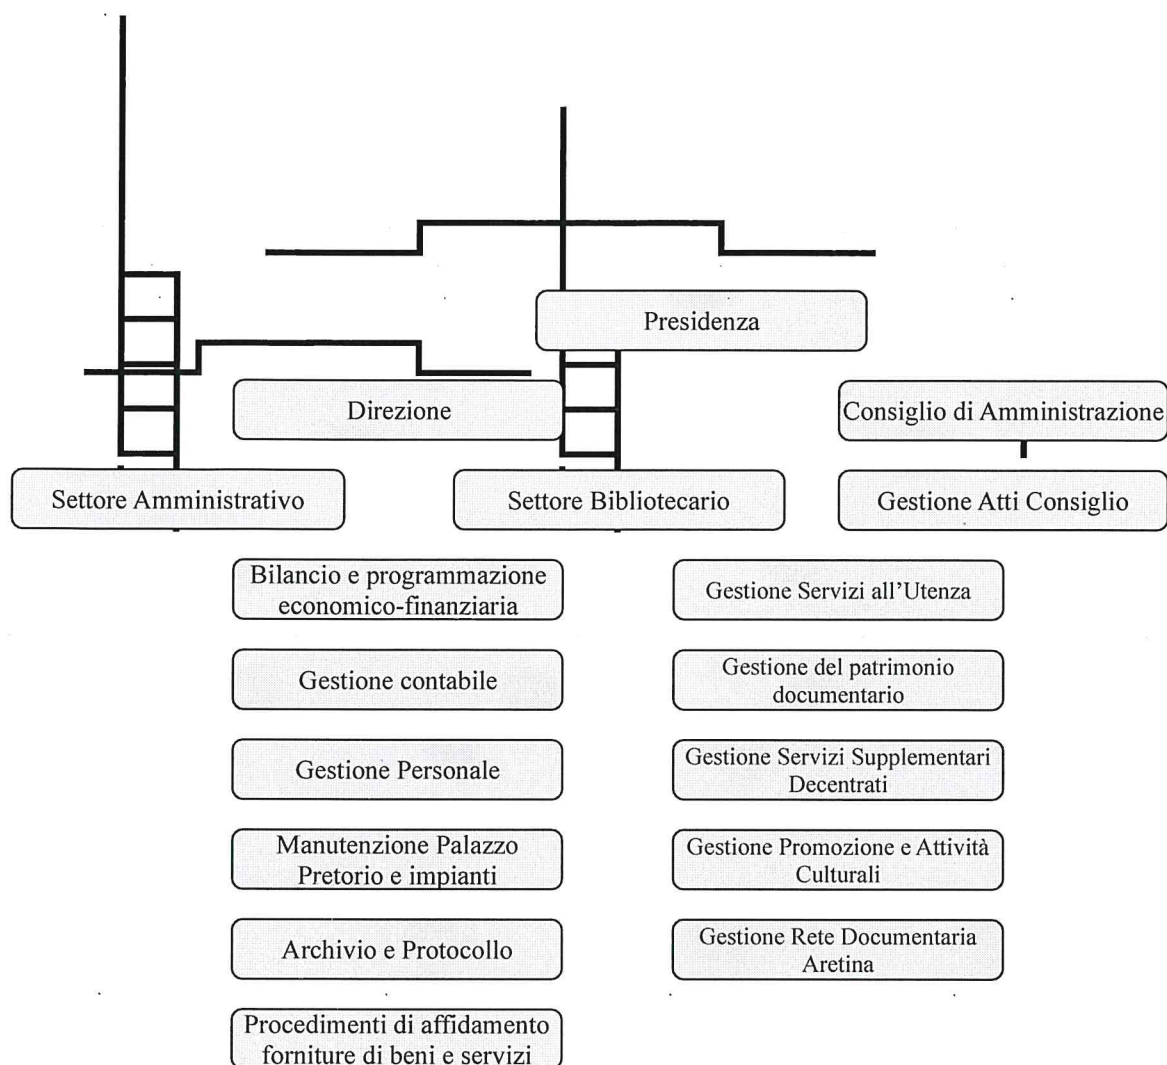 Presidenza
Direzione
Consiglio di Amministrazione
Settore Amministrativo
Settore Bibliotecario
Gestione Atti Consiglio
Bilancio e programmazione
economico-finanziaria
Gestione contabile
Gestione Personale
Manutenzione Palazzo
Pretorio e impianti
Archivio e Protocollo
Procedimenti di affidamento
forniture di beni e servizi
Gestione Servizi all’Utenza
Gestione del patrimonio
documentario
Gestione Servizi Supplementari
Decentrati
Gestione Promozione e Attività
Culturali
Gestione Rete Documentaria
Aretina